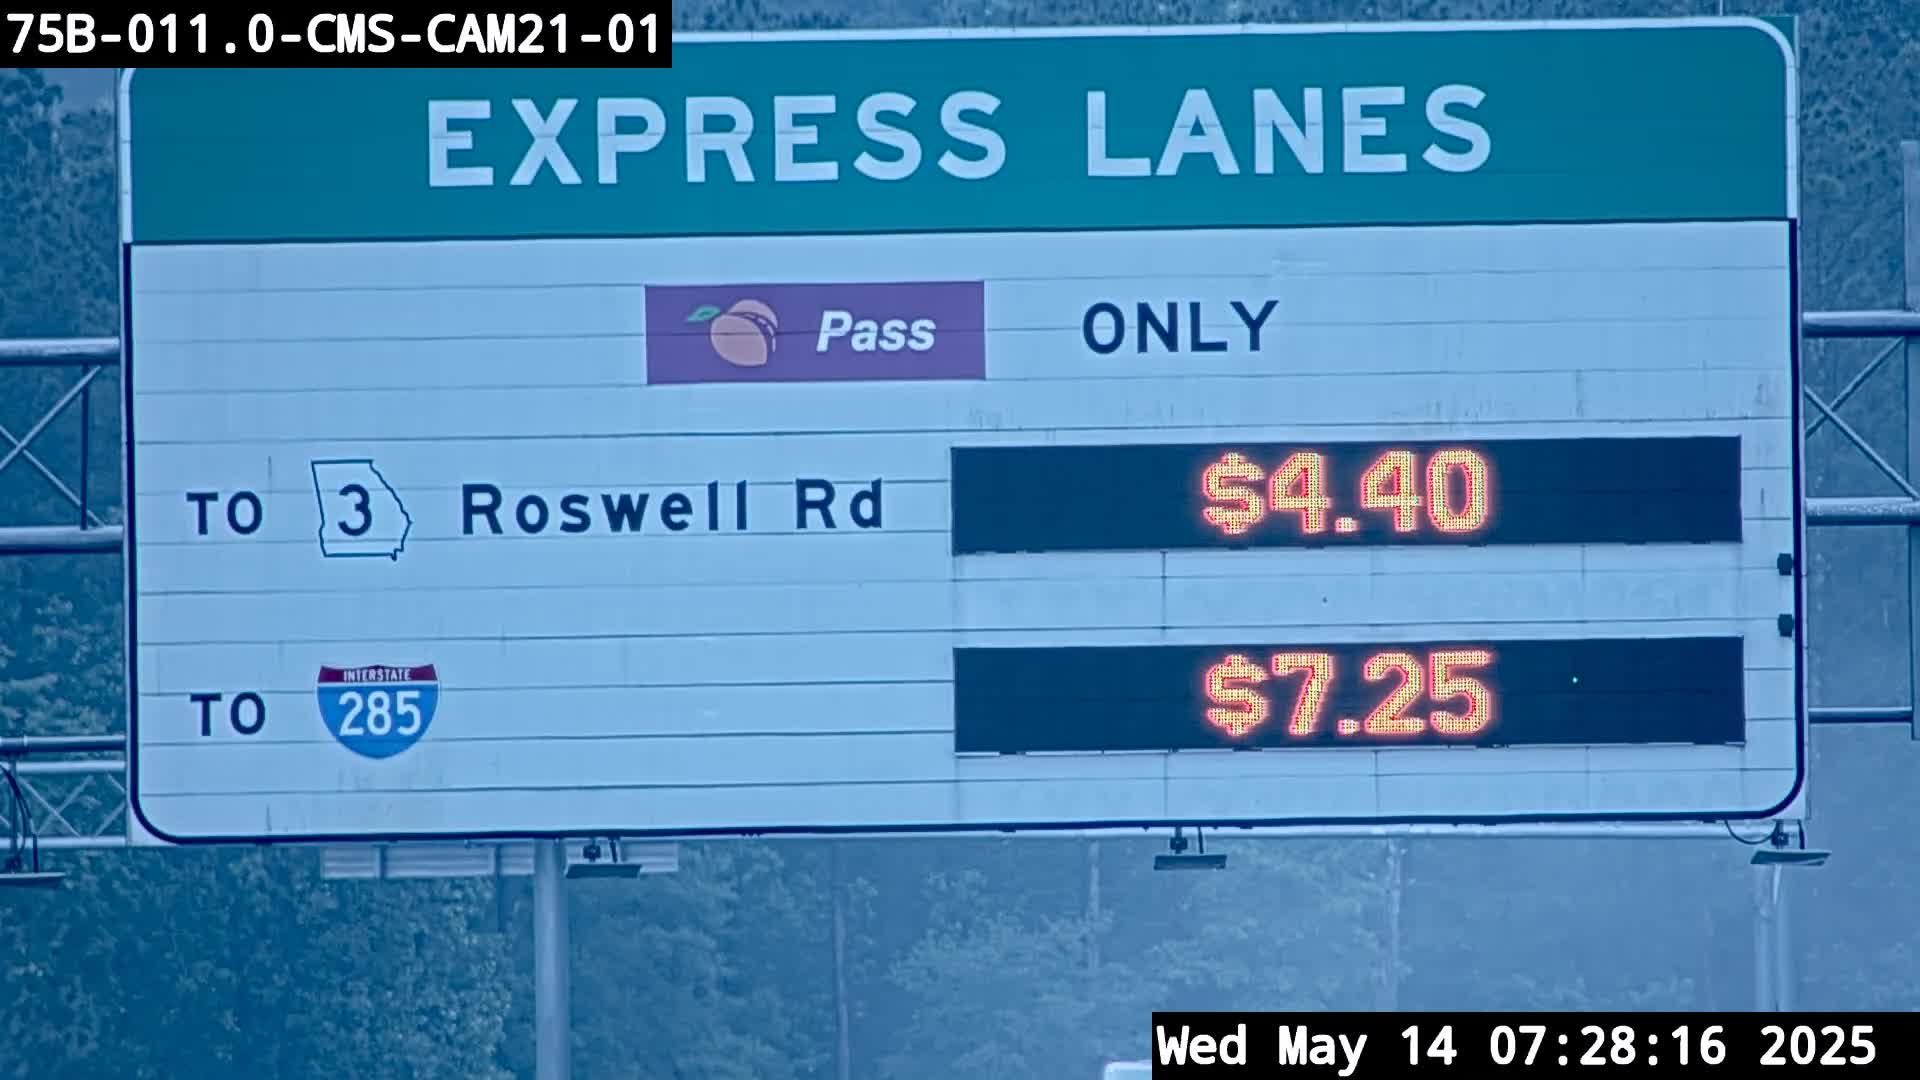 75B-011.0-CMS-CAM21-01
EXPRESS LANES
Pass ONLY
TO 3 Roswell Rd $4.40
INTERSTATE
TO 285 $7.25
Wed May 14 07:28:16 2025